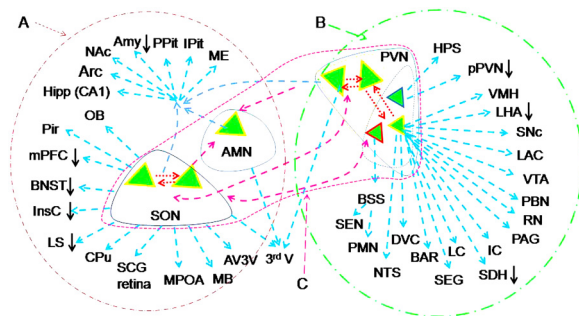 A
B
Amy
PPit
IPit
NAc
ME
Arc
Hipp (CA1)
OB
Pir
mPFC
BNST
InsC
LS
CPu
SCG
retina
MPOA
MB
AV3V
3rd V
AMN
SON
C
PVN
HPS
pPVN
VMH
LHA
SNc
LAC
VTA
PBN
RN
PAG
IC
SDH
LC
SEG
BAR
DVC
NTS
PMN
SEN
BSS